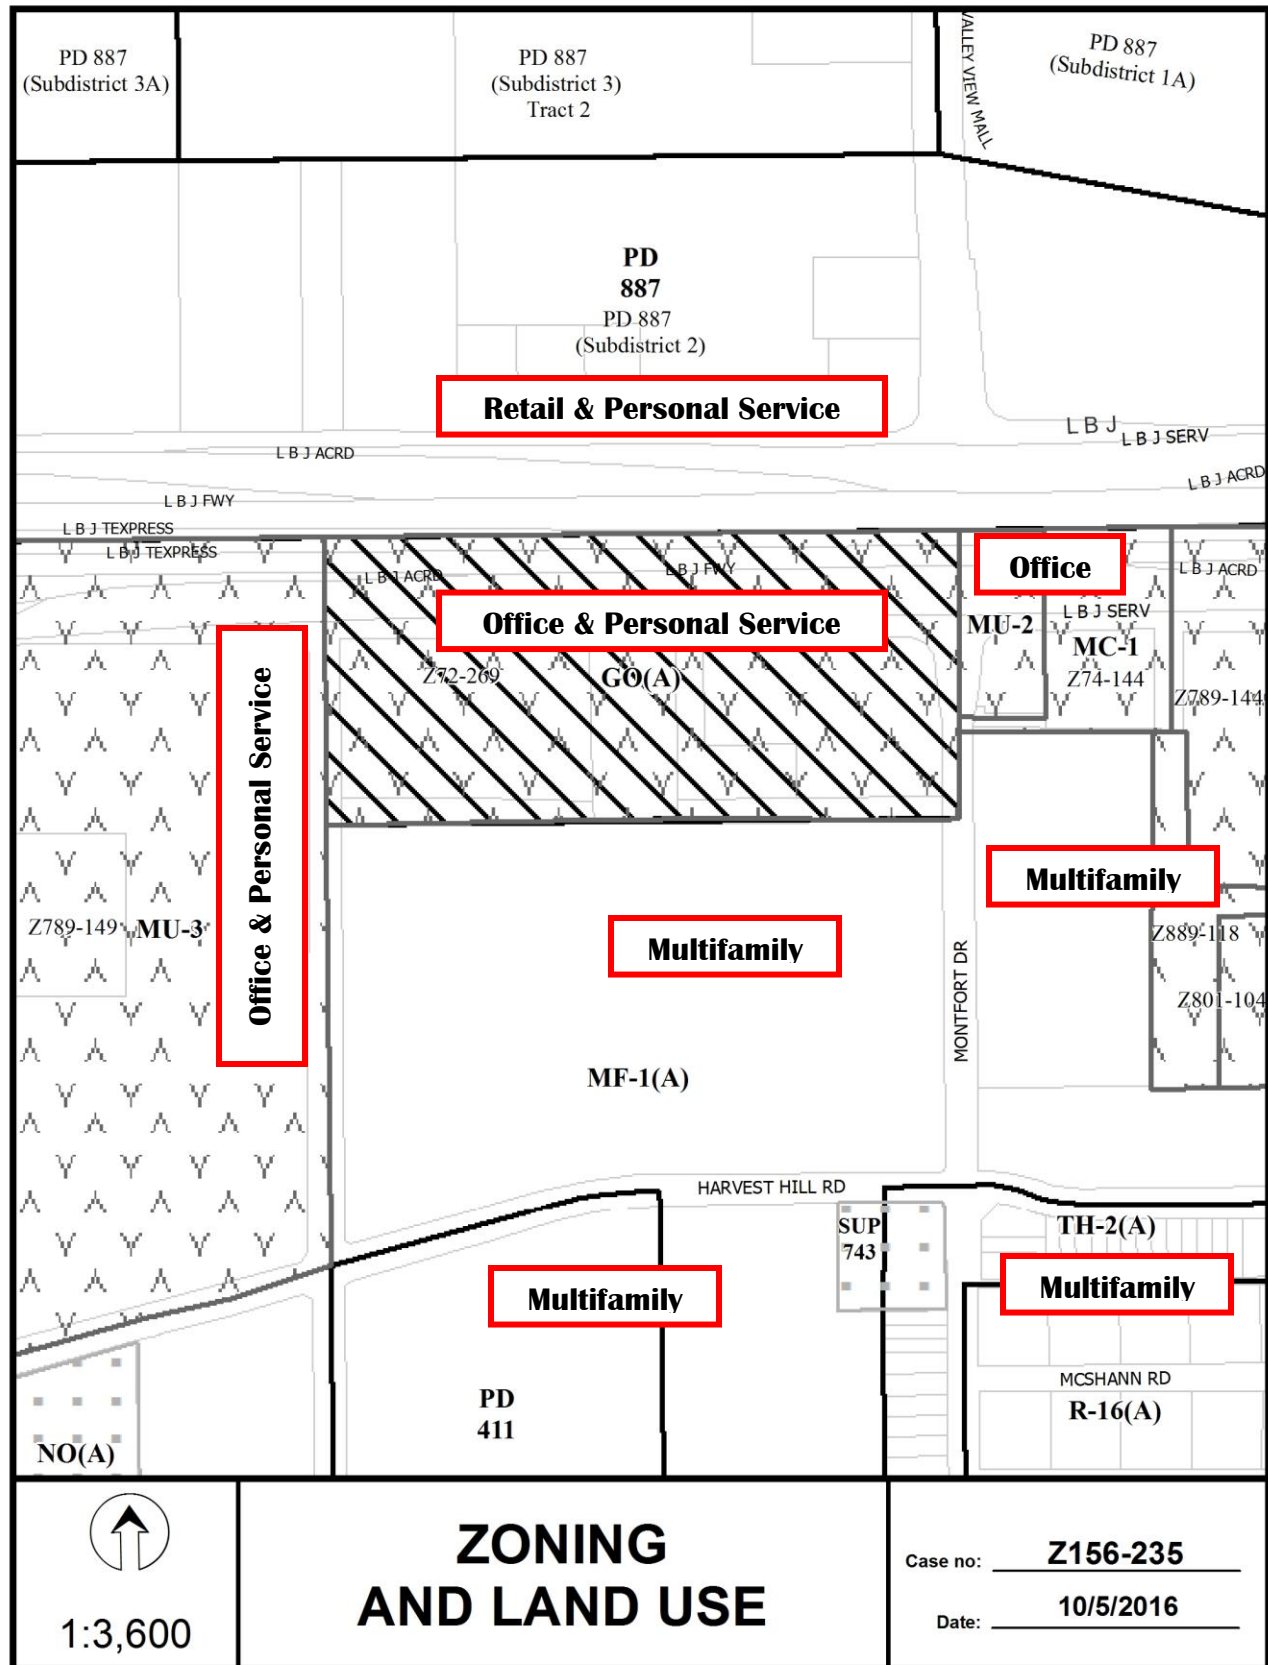 PD 887
(Subdistrict 3A)
PD 887
(Subdistrict 3)
Tract 2
VALLEY VIEW MALL
PD 887
(Subdistrict 1A)
PD
887
PD 887
(Subdistrict 2)
Retail & Personal Service
L B J
L B J SERV
L B J ACRD
L B J ACRD
L B J FWY
L B J TEXPRESS
L B J TEXPRESS
L B J ACRD
L B J FWY
Office
L B J ACRD
Office & Personal Service
L B J SERV
MU-2
MC-1
Z74-144
Z72-269
GO(A)
Z789-144
Office & Personal Service
Multifamily
Z789-149
MU-3
Multifamily
Z889-118
Z801-104
MONTFORT DR
MF-1(A)
HARVEST HILL RD
SUP
743
TH-2(A)
Multifamily
Multifamily
MCSHANN RD
PD
411
R-16(A)
NO(A)
1:3,600
ZONING
AND LAND USE
Case no: Z156-235
Date: 10/5/2016